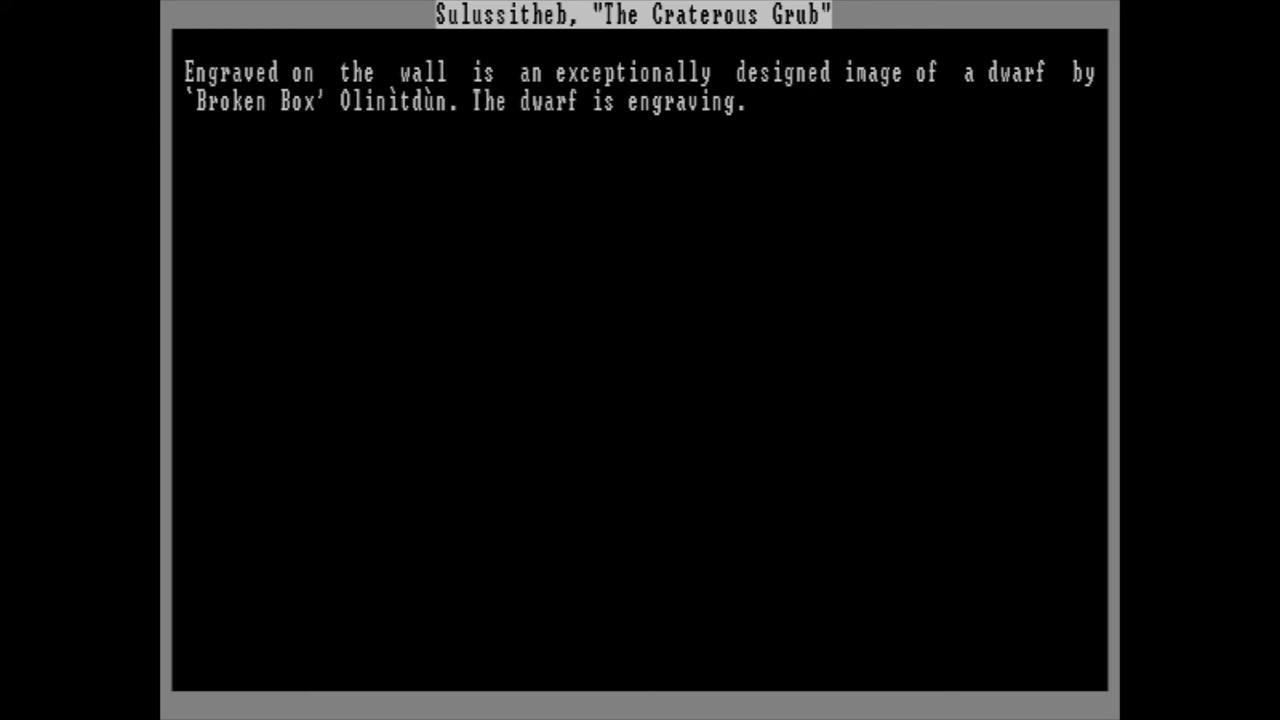 Sulussitheb, "The Craterous Grub"
Engraved on the wall is an exceptionally designed image of a dwarf by
`Broken Box' Olinìtdùn. The dwarf is engraving.